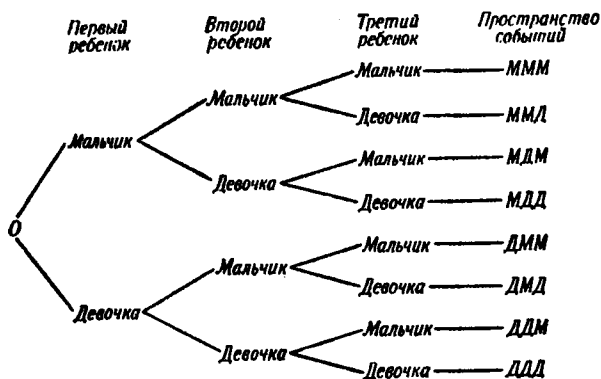 Первый ребенок
Второй ребенок
Третий ребенок
Пространство событий
Мальчик МММ
Мальчик
Девочка ММЛ
Мальчик
Мальчик МДМ
Девочка
Девочка МДД
О
Мальчик ДММ
Мальчик
Девочка ДМД
Девочка
Мальчик ДДМ
Девочка
Девочка ДДД